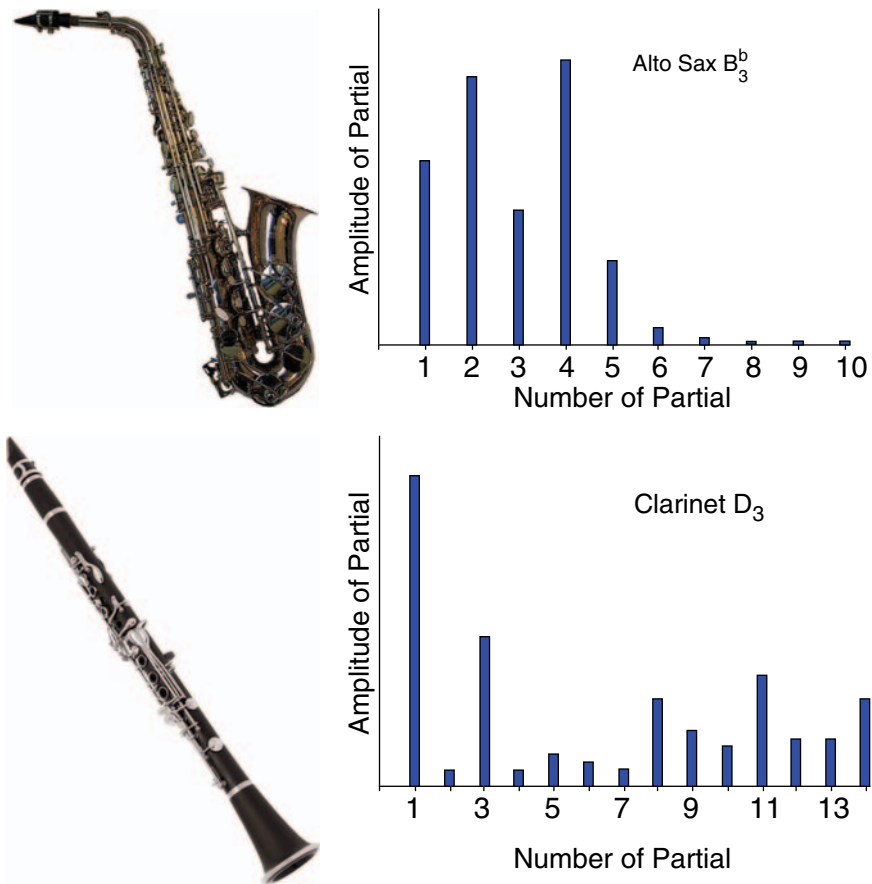 Alto Sax B♭3
Amplitude of Partial
1 2 3 4 5 6 7 8 9 10
Number of Partial
Clarinet D3
Amplitude of Partial
1 3 5 7 9 11 13
Number of Partial